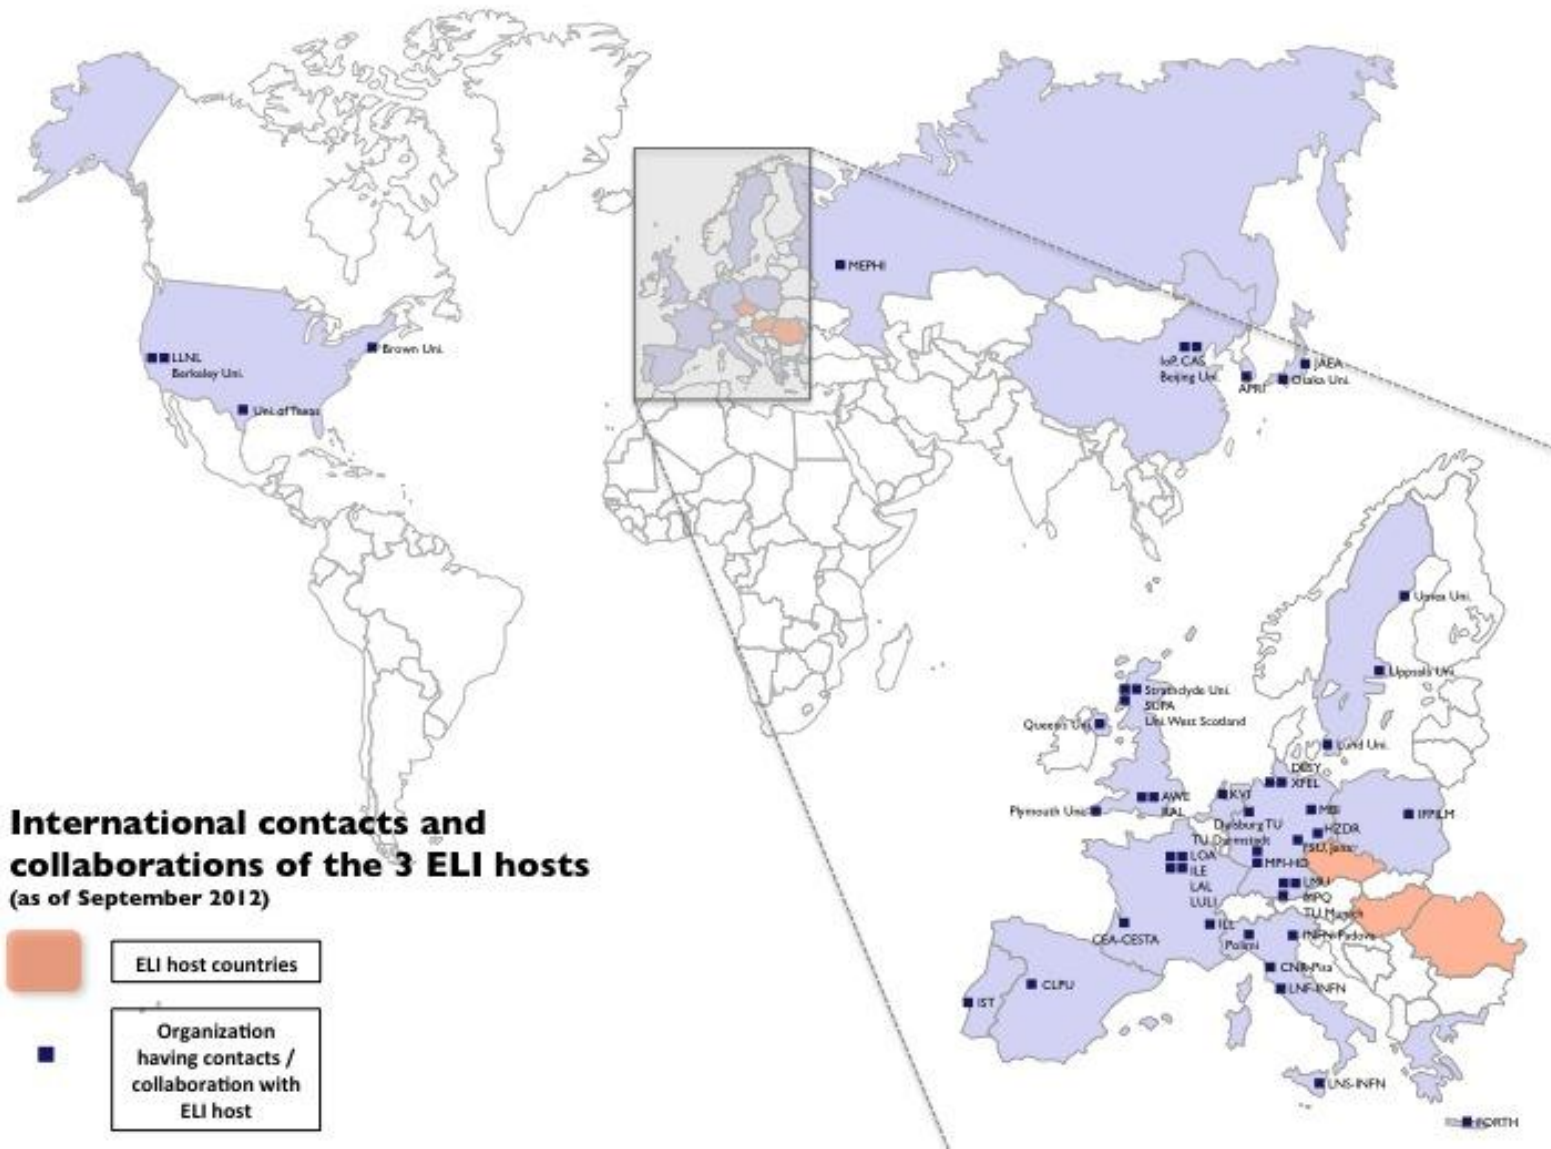 MEPHI
LLNL
Berkeley Uni.
Brown Uni.
Uni. of Texas
IoP, CAS
Beijing Uni.
APRI
JAEA
Osaka Uni.
Umea Uni.
Uppsala Uni.
Strathclyde Uni.
SUPA
Uni West Scotland
Queens Uni.
Lund Uni.
DESY
XFEL
KVI
AWE
RAL
Plymouth Uni.
MBI
IFPILM
Duisburg TU
HZDR
TU Darmstadt
FSU, Jena
LOA
ILE
LAL
LULI
MPI-HD
LMU
MPQ
TU Munich
ILL
CEA-CESTA
Polimi
INFN-Padova
CNR-Pisa
LNF-INFN
CLPU
IST
LNS-INFN
FORTH
International contacts and
collaborations of the 3 ELI hosts
(as of September 2012)
ELI host countries
Organization
having contacts /
collaboration with
ELI host